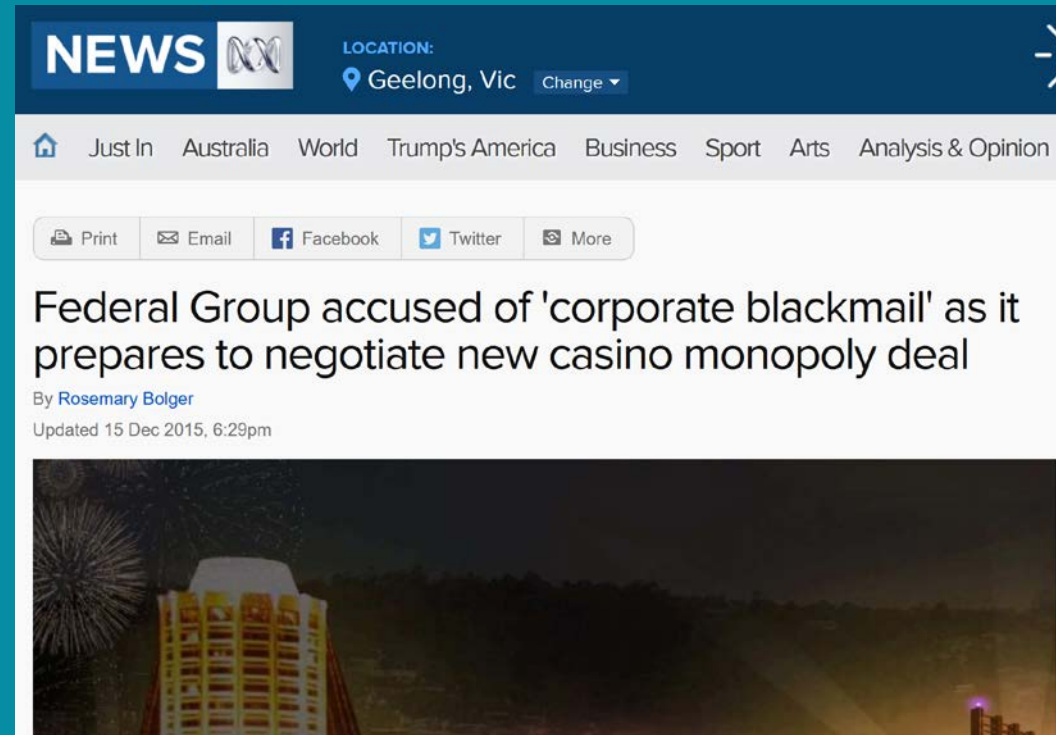 NEWS
LOCATION:
Geelong, Vic Change
Just In Australia World Trump's America Business Sport Arts Analysis & Opinion
Print Email Facebook Twitter More
Federal Group accused of 'corporate blackmail' as it
prepares to negotiate new casino monopoly deal
By Rosemary Bolger
Updated 15 Dec 2015, 6:29pm